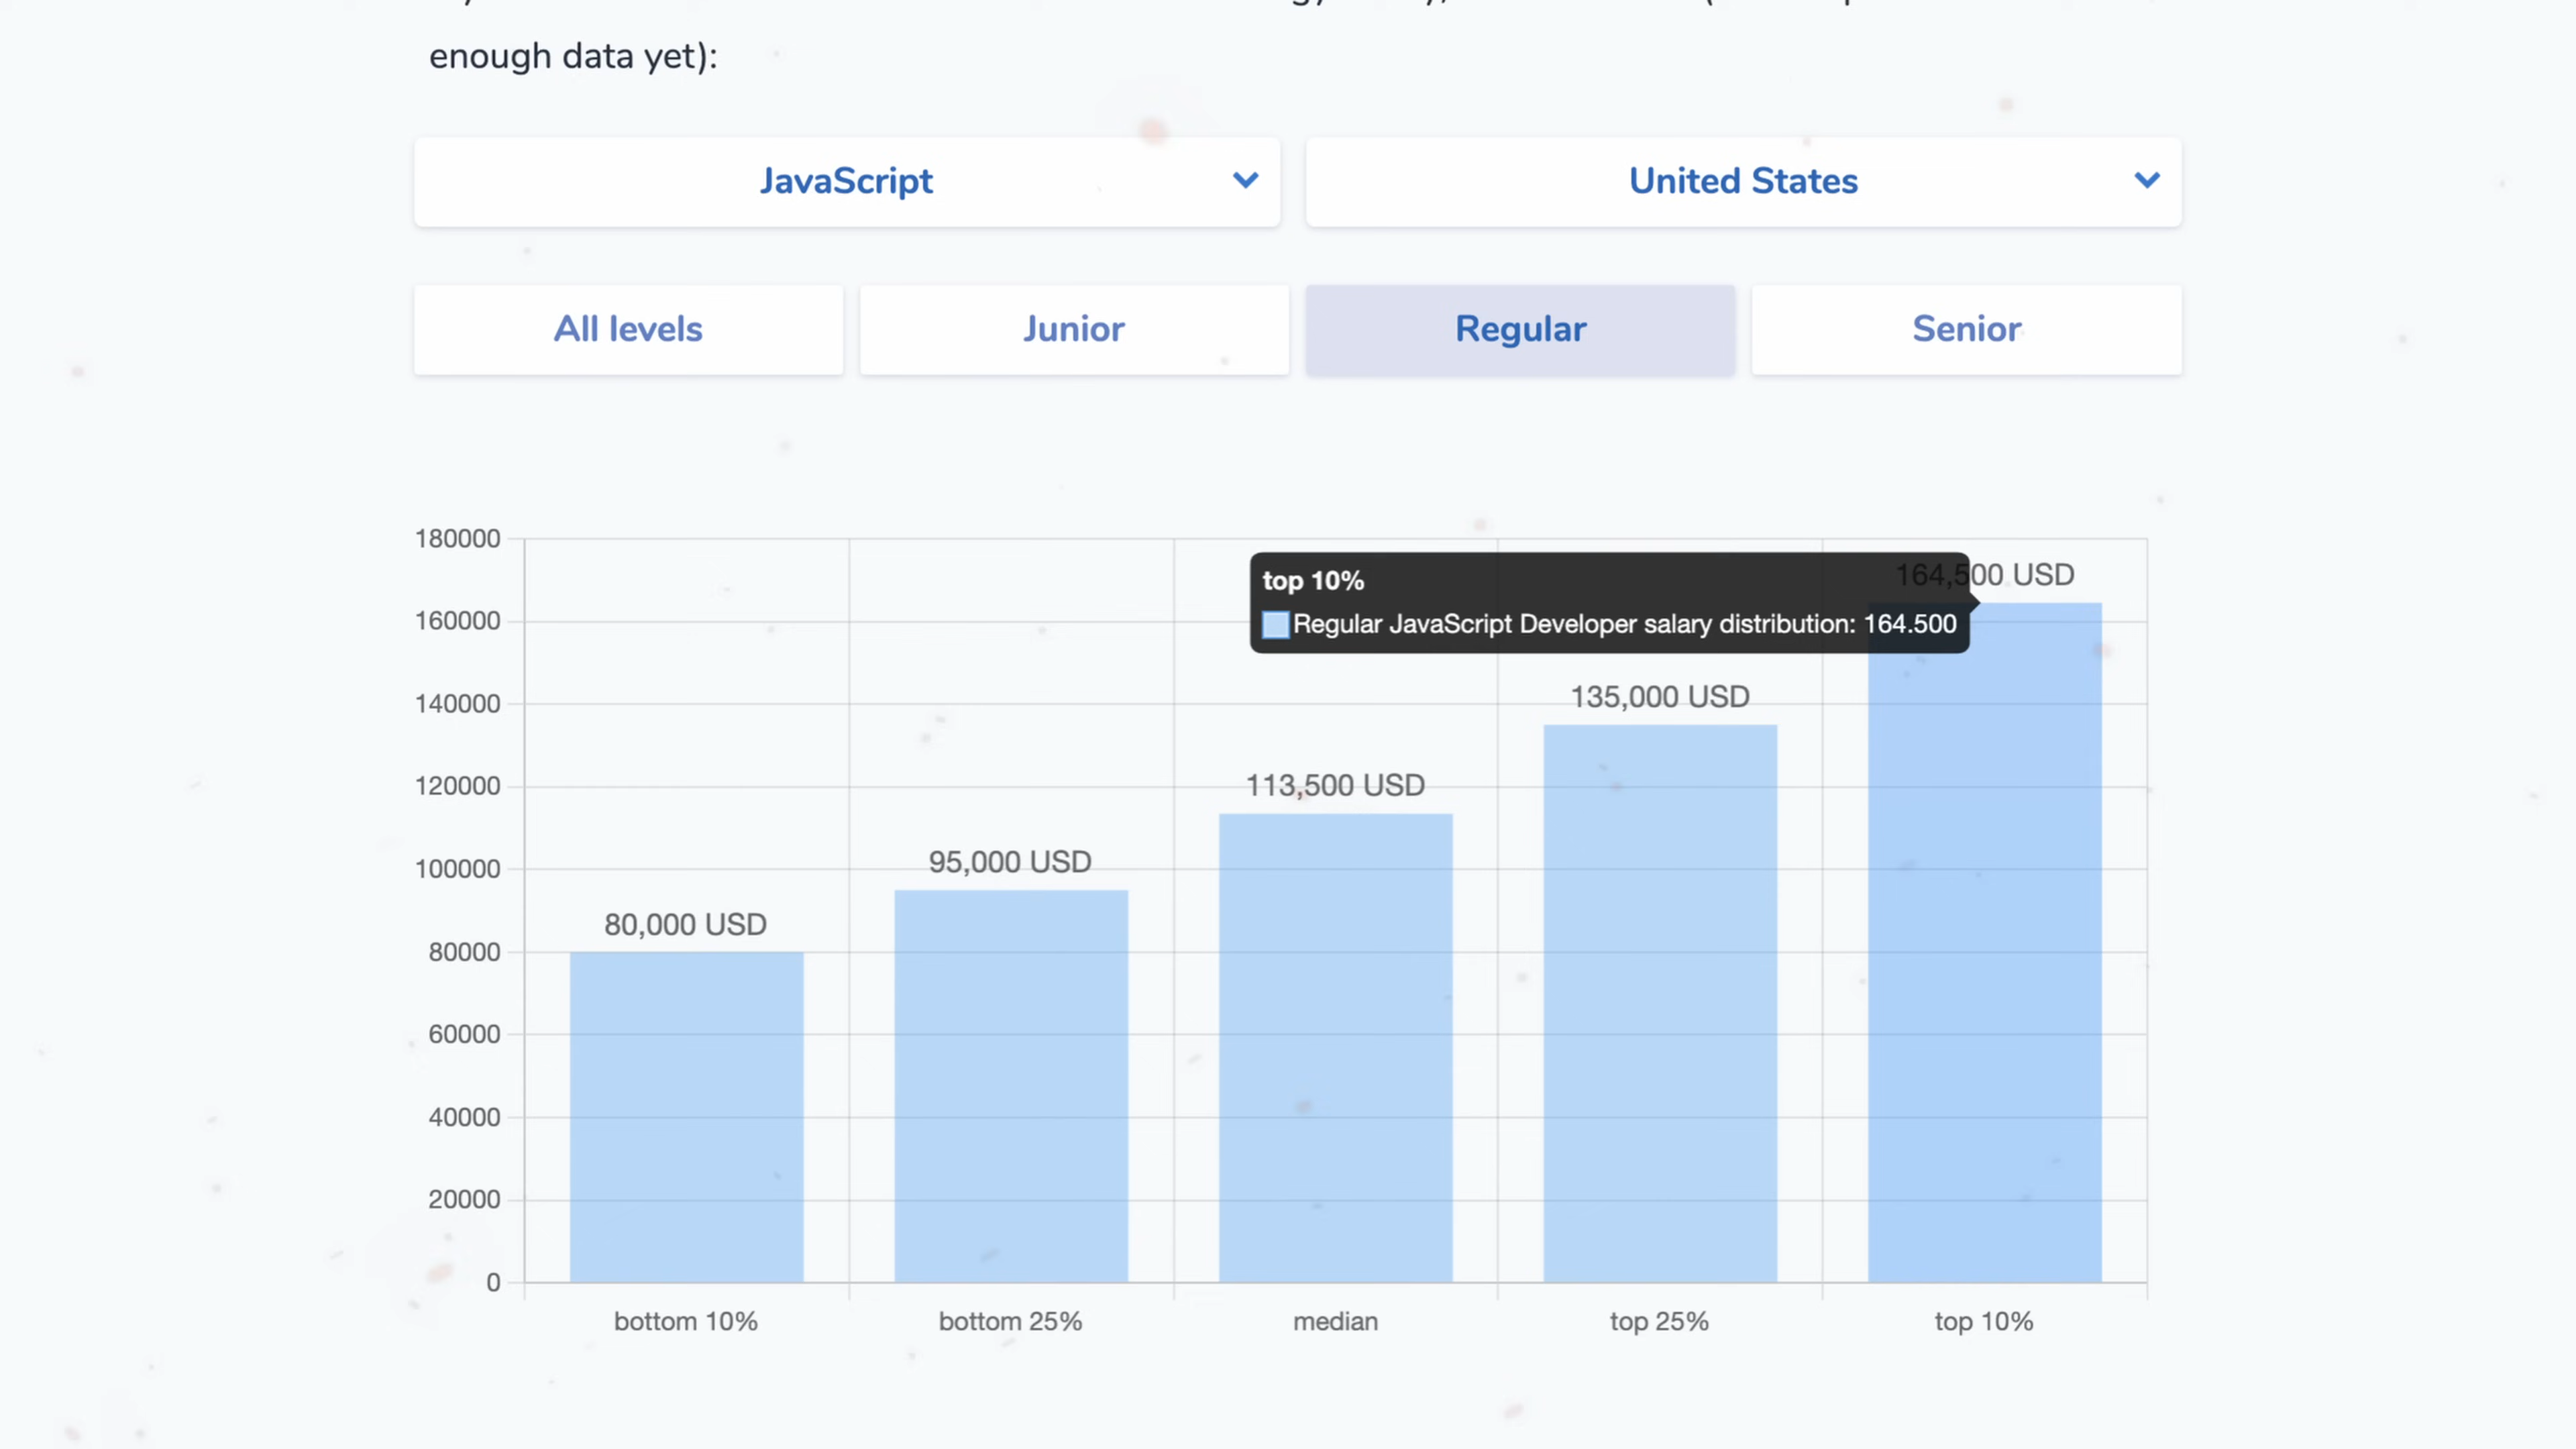 enough data yet):
JavaScript
United States
All levels
Junior
Regular
Senior
180000
160000
140000
120000
100000
80000
60000
40000
20000
0
80,000 USD
95,000 USD
113,500 USD
135,000 USD
164,500 USD
top 10%
Regular JavaScript Developer salary distribution: 164.500
bottom 10%
bottom 25%
median
top 25%
top 10%